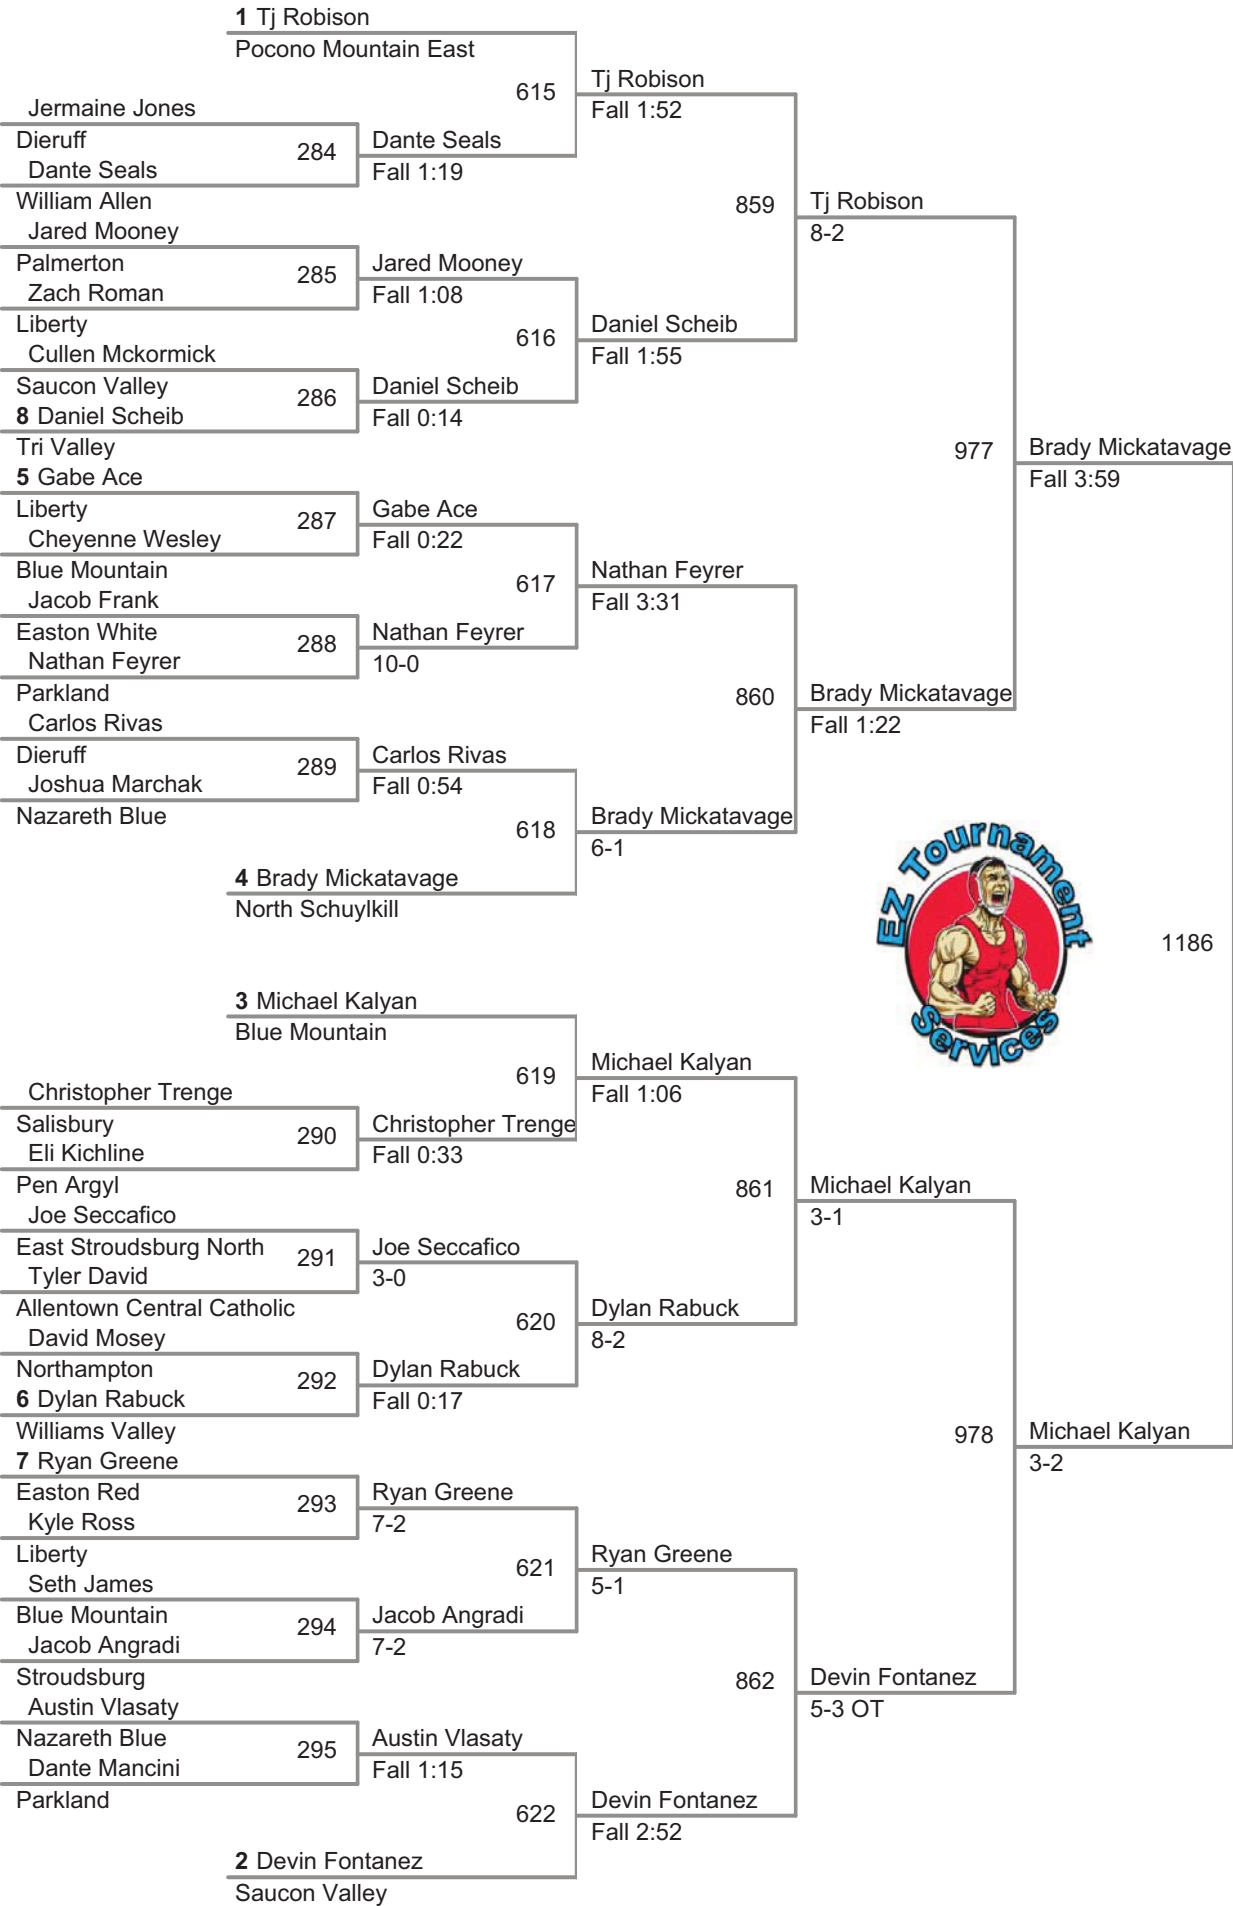 1 Tj Robison
Pocono Mountain East
615
Tj Robison
Fall 1:52
Jermaine Jones
Dieruff
284
Dante Seals
Dante Seals
Fall 1:19
William Allen
859
Tj Robison
8-2
Jared Mooney
Palmerton
285
Jared Mooney
Zach Roman
Fall 1:08
Liberty
616
Daniel Scheib
Fall 1:55
Cullen Mckormick
Saucon Valley
286
Daniel Scheib
8 Daniel Scheib
Fall 0:14
Tri Valley
977
Brady Mickatavage
Fall 3:59
5 Gabe Ace
Liberty
287
Gabe Ace
Cheyenne Wesley
Fall 0:22
Blue Mountain
617
Nathan Feyrer
Fall 3:31
Jacob Frank
Easton White
288
Nathan Feyrer
Nathan Feyrer
10-0
Parkland
860
Brady Mickatavage
Fall 1:22
Carlos Rivas
Dieruff
289
Carlos Rivas
Joshua Marchak
Fall 0:54
Nazareth Blue
618
Brady Mickatavage
6-1
4 Brady Mickatavage
North Schuylkill
EZ Tournament
Services
1186
3 Michael Kalyan
Blue Mountain
619
Michael Kalyan
Fall 1:06
Christopher Trenge
Salisbury
290
Christopher Trenge
Eli Kichline
Fall 0:33
Pen Argyl
861
Michael Kalyan
3-1
Joe Seccafico
East Stroudsburg North
291
Joe Seccafico
Tyler David
3-0
Allentown Central Catholic
620
Dylan Rabuck
8-2
David Mosey
Northampton
292
Dylan Rabuck
6 Dylan Rabuck
Fall 0:17
Williams Valley
978
Michael Kalyan
3-2
7 Ryan Greene
Easton Red
293
Ryan Greene
Kyle Ross
7-2
Liberty
621
Ryan Greene
5-1
Seth James
Blue Mountain
294
Jacob Angradi
Jacob Angradi
7-2
Stroudsburg
862
Devin Fontanez
5-3 OT
Austin Vlasaty
Nazareth Blue
295
Austin Vlasaty
Dante Mancini
Fall 1:15
Parkland
622
Devin Fontanez
Fall 2:52
2 Devin Fontanez
Saucon Valley